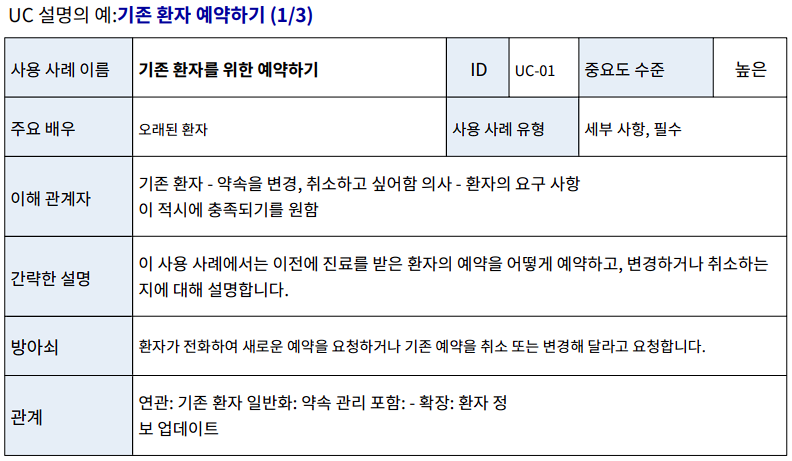 UC 설명의 예:기존 환자 예약하기 (1/3)
사용 사례 이름
기존 환자를 위한 예약하기
ID
UC-01
중요도 수준
높은
주요 배우
오래된 환자
사용 사례 유형
세부 사항, 필수
이해 관계자
기존 환자 - 약속을 변경, 취소하고 싶어함 의사 - 환자의 요구 사항
이 적시에 충족되기를 원함
간략한 설명
이 사용 사례에서는 이전에 진료를 받은 환자의 예약을 어떻게 예약하고, 변경하거나 취소하는
지에 대해 설명합니다.
방아쇠
환자가 전화하여 새로운 예약을 요청하거나 기존 예약을 취소 또는 변경해 달라고 요청합니다.
관계
연관: 기존 환자 일반화: 약속 관리 포함: - 확장: 환자 정
보 업데이트